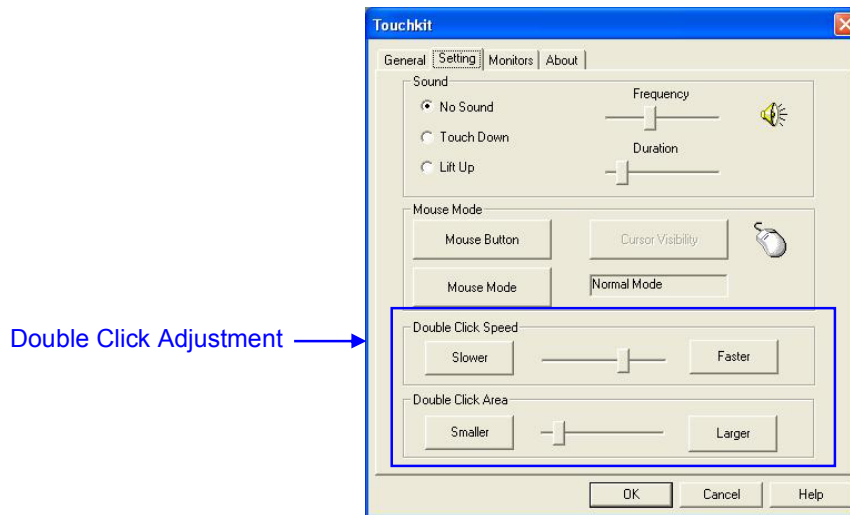 Touchkit
General Setting Monitors About
Sound
No Sound
Touch Down
Lift Up
Frequency
Duration
Mouse Mode
Mouse Button Cursor Visibility
Mouse Mode Normal Mode
Double Click Adjustment
Double Click Speed
Slower Faster
Double Click Area
Smaller Larger
OK Cancel Help